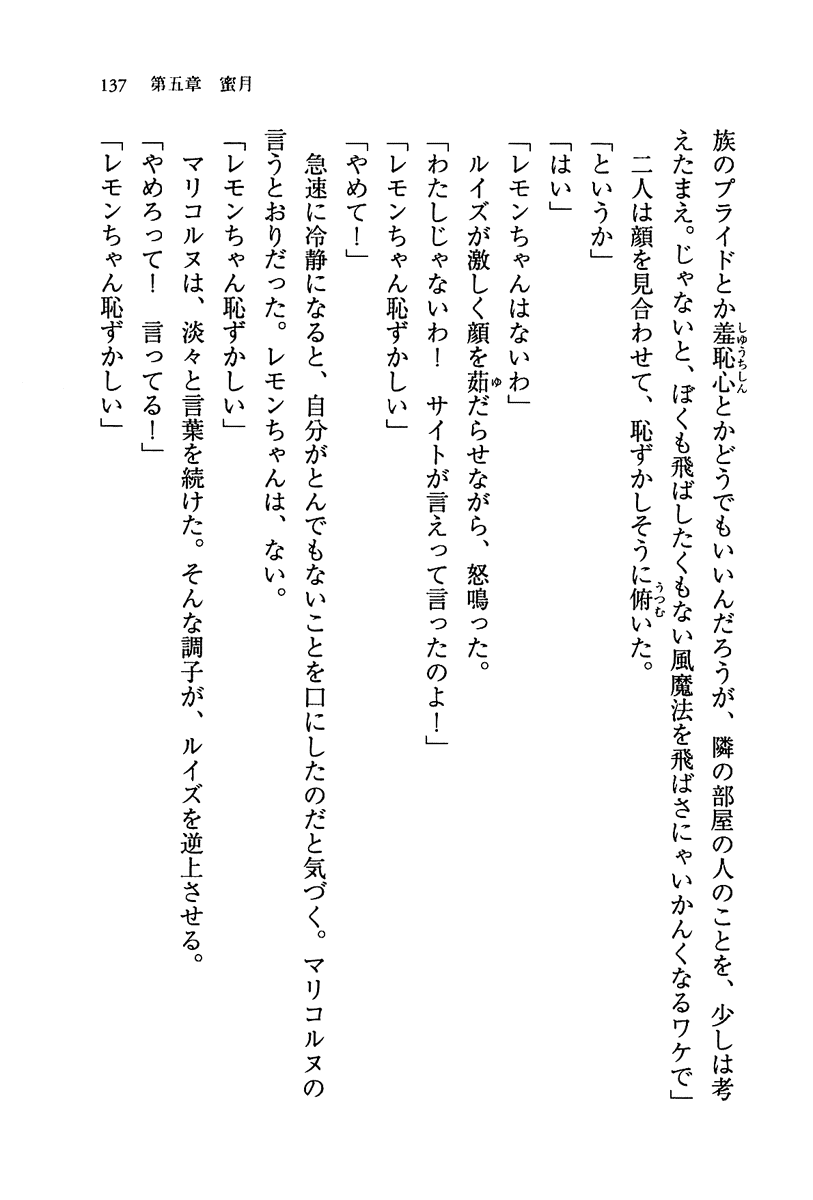 137　第五章　蜜月
族のプライドとか羞恥心とかどうでもいいんだろうが、隣の部屋の人のことを、少しは考
えたまえ。じゃないと、ぼくも飛ばしたくもない風魔法を飛ばさにゃいかんくなるワケで」
　二人は顔を見合わせて、恥ずかしそうに俯いた。
「というか」
「はい」
「レモンちゃんはないわ」
　ルイズが激しく顔を茹だらせながら、怒鳴った。
「わたしじゃないわ！　サイトが言えって言ったのよ！」
「レモンちゃん恥ずかしい」
「やめて！」
　急速に冷静になると、自分がとんでもないことを口にしたのだと気づく。マリコルヌの
言うとおりだった。レモンちゃんは、ない。
「レモンちゃん恥ずかしい」
　マリコルヌは、淡々と言葉を続けた。そんな調子が、ルイズを逆上させる。
「やめろって！　言ってる！」
「レモンちゃん恥ずかしい」